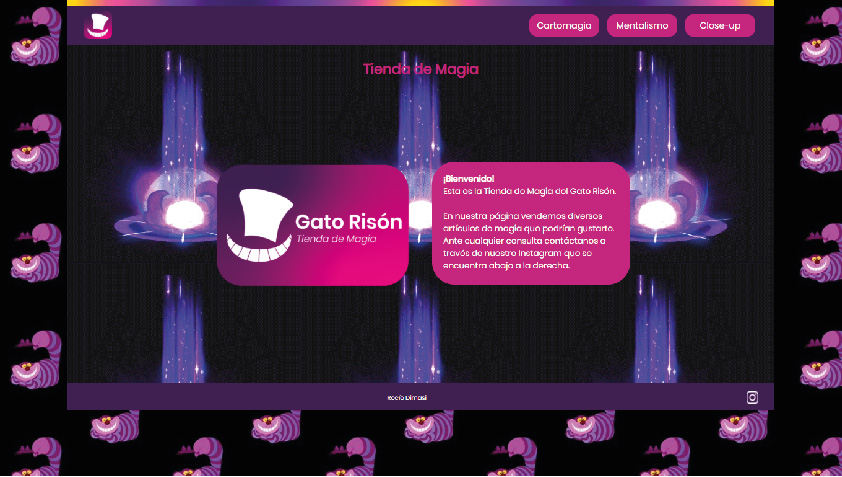 Cartomagia
Mentalismo
Close-up
Tienda de Magia
Gato Risón
Tienda de Magia
¡Bienvenido!
Esta es la Tienda de Magia del Gato Risón.
En nuestra página vendemos diversos
artículos de magia que podrían gustarte.
Ante cualquier consulta contáctanos a
través de nuestro Instagram que se
encuentra abajo a la derecha.
Rocío Dimasi